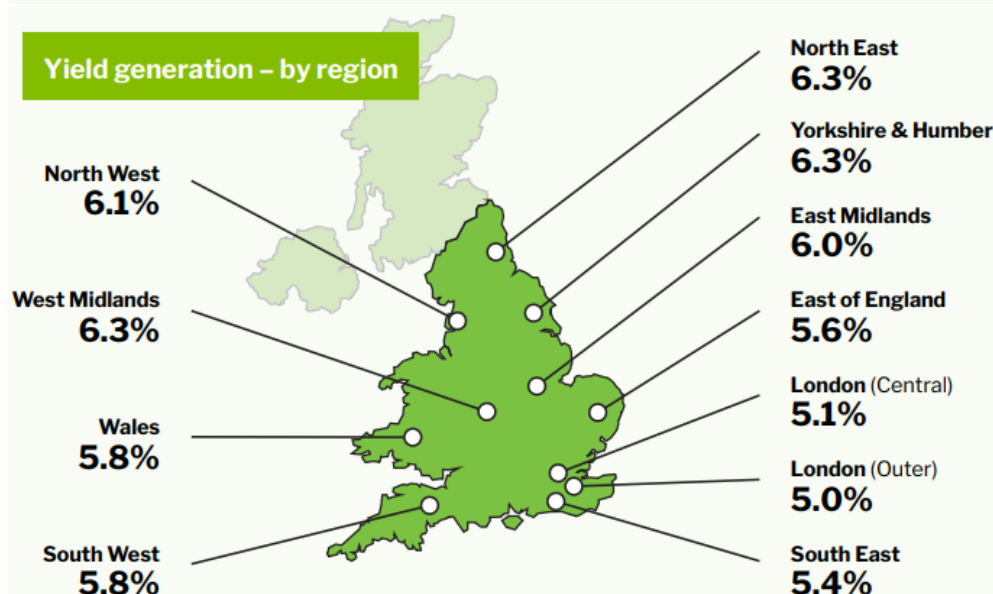 Yield generation – by region
North West
6.1%
West Midlands
6.3%
Wales
5.8%
South West
5.8%
North East
6.3%
Yorkshire & Humber
6.3%
East Midlands
6.0%
East of England
5.6%
London (Central)
5.1%
London (Outer)
5.0%
South East
5.4%